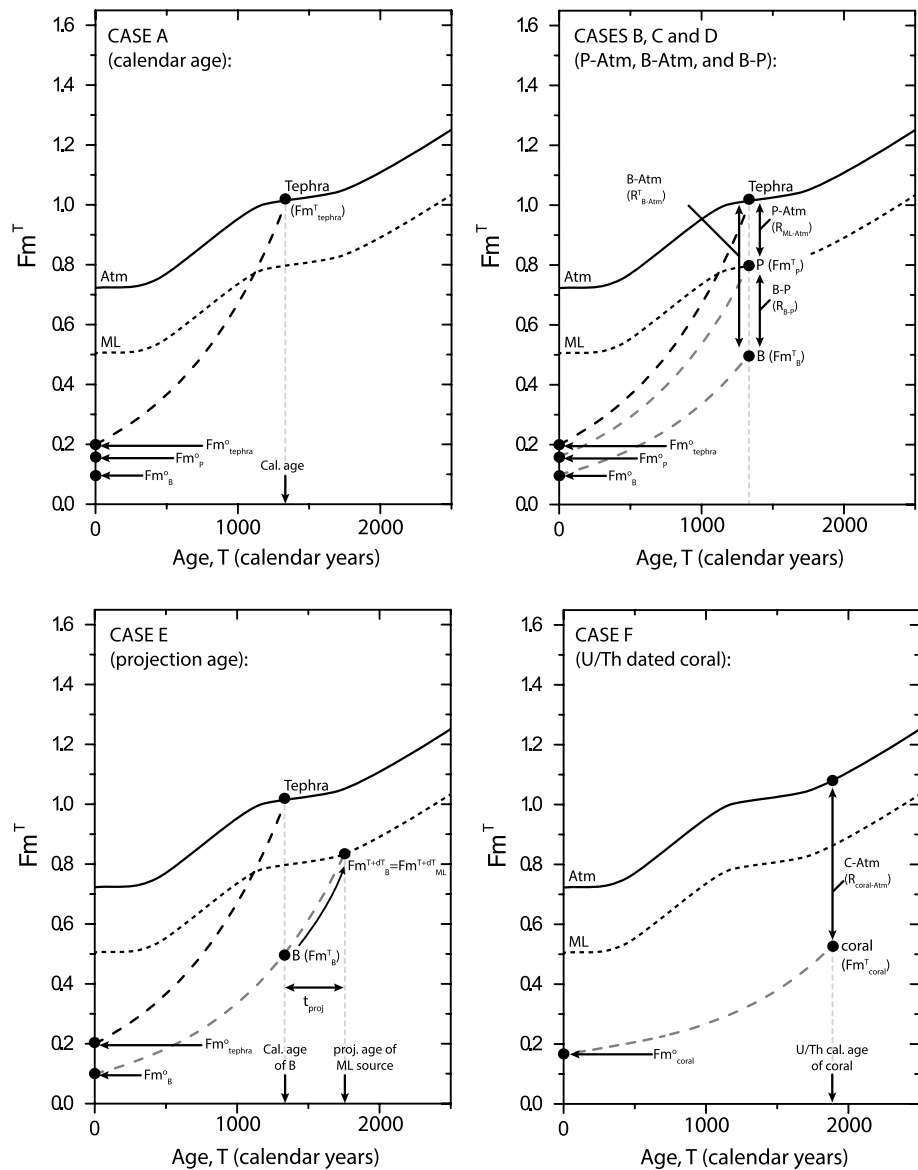 CASE A
(calendar age):
1.6
1.4
1.2
1.0
0.8
0.6
0.4
0.2
0.0
Fm^T
Tephra
(Fm^T_tephra)
Atm
ML
Fm^o_tephra
Fm^o_P
Fm^o_B
Cal. age
0
1000
2000
Age, T (calendar years)
CASES B, C and D
(P-Atm, B-Atm, and B-P):
1.6
1.4
1.2
1.0
0.8
0.6
0.4
0.2
0.0
Fm^T
B-Atm
(R^T_B-Atm)
Tephra
P-Atm
(R_ML-Atm)
P (Fm^T_P)
B-P
(R_B-P)
B (Fm^T_B)
Atm
ML
Fm^o_tephra
Fm^o_P
Fm^o_B
0
1000
2000
Age, T (calendar years)
CASE E
(projection age):
1.6
1.4
1.2
1.0
0.8
0.6
0.4
0.2
0.0
Fm^T
Tephra
Atm
Fm^T+dT_B=Fm^T+dT_ML
ML
B (Fm^T_B)
t_proj
Fm^o_tephra
Fm^o_B
Cal. age
of B
proj. age of
ML source
0
1000
2000
Age, T (calendar years)
CASE F
(U/Th dated coral):
1.6
1.4
1.2
1.0
0.8
0.6
0.4
0.2
0.0
Fm^T
Atm
C-Atm
(R_coral-Atm)
ML
coral
(Fm^T_coral)
Fm^o_coral
U/Th cal. age
of coral
0
1000
2000
Age, T (calendar years)